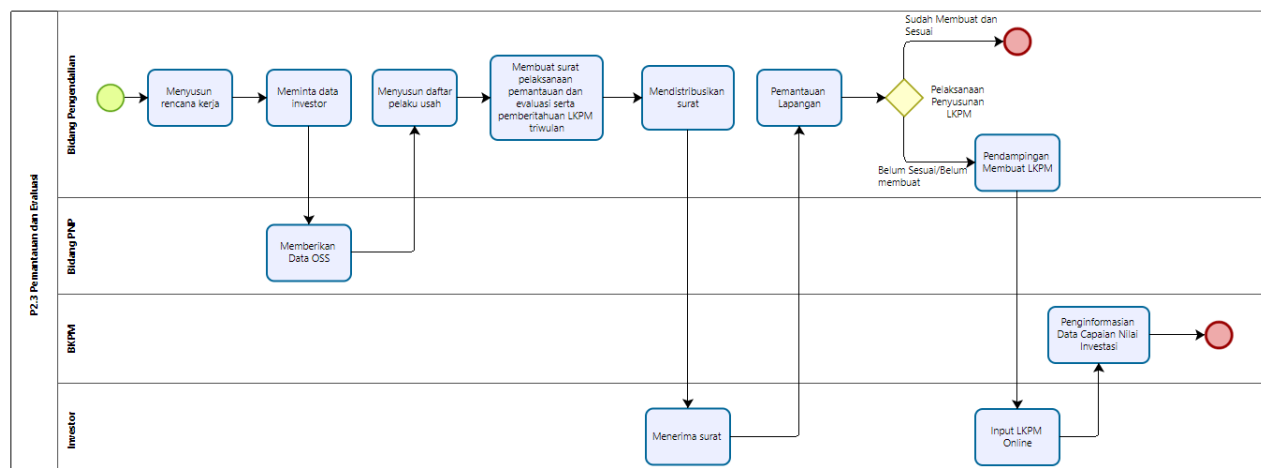 P2.3 Pemantauan dan Evaluasi
Bidang Pengendalian
Menyusun
rencana kerja
Meminta data
investor
Menyusun daftar
pelaku usah
Membuat surat
pelaksanaan
pemantauan dan
evaluasi serta
pemberitahuan LKPM
triwulan
Mendistribusikan
surat
Pemantauan
Lapangan
Sudah Membuat dan
Sesuai
Pelaksanaan
Penyusunan
LKPM
Belum Sesuai/Belum
membuat
Pendampingan
Membuat LKPM
Bidang PNP
Memberikan
Data OSS
BKPM
Penginformasian
Data Capaian Nilai
Investasi
Investor
Menerima surat
Input LKPM
Online